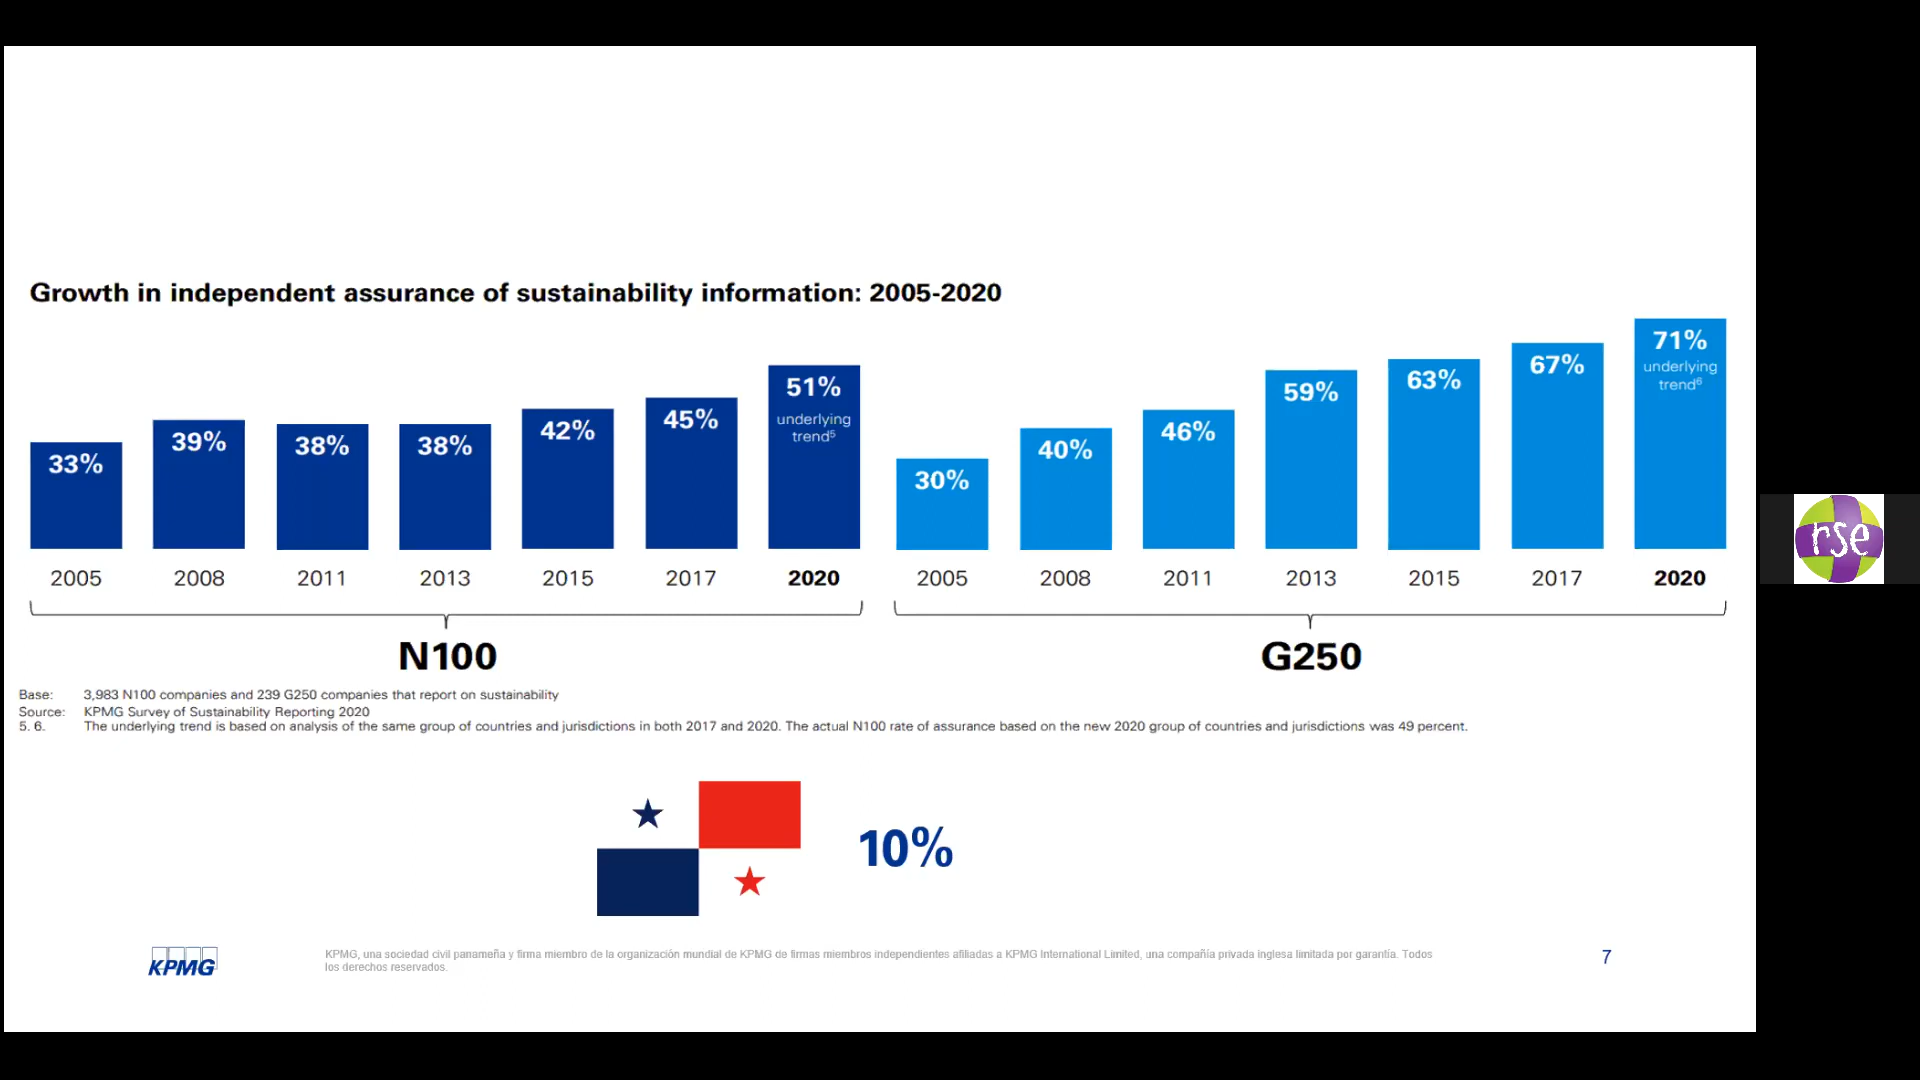 Growth in independent assurance of sustainability information: 2005-2020
33%
39%
38%
38%
42%
45%
51%
underlying
trend⁵
30%
40%
46%
59%
63%
67%
71%
underlying
trend⁶
2005 2008 2011 2013 2015 2017 2020
2005 2008 2011 2013 2015 2017 2020
N100
G250
Base: 3,983 N100 companies and 239 G250 companies that report on sustainability
Source: KPMG Survey of Sustainability Reporting 2020
5. 6. The underlying trend is based on analysis of the same group of countries and jurisdictions in both 2017 and 2020. The actual N100 rate of assurance based on the new 2020 group of countries and jurisdictions was 49 percent.
10%
KPMG
KPMG, una sociedad civil panameña y firma miembro de la organización mundial de KPMG de firmas miembros independientes afiliadas a KPMG International Limited, una compañía privada inglesa limitada por garantía. Todos
los derechos reservados.
7
rse